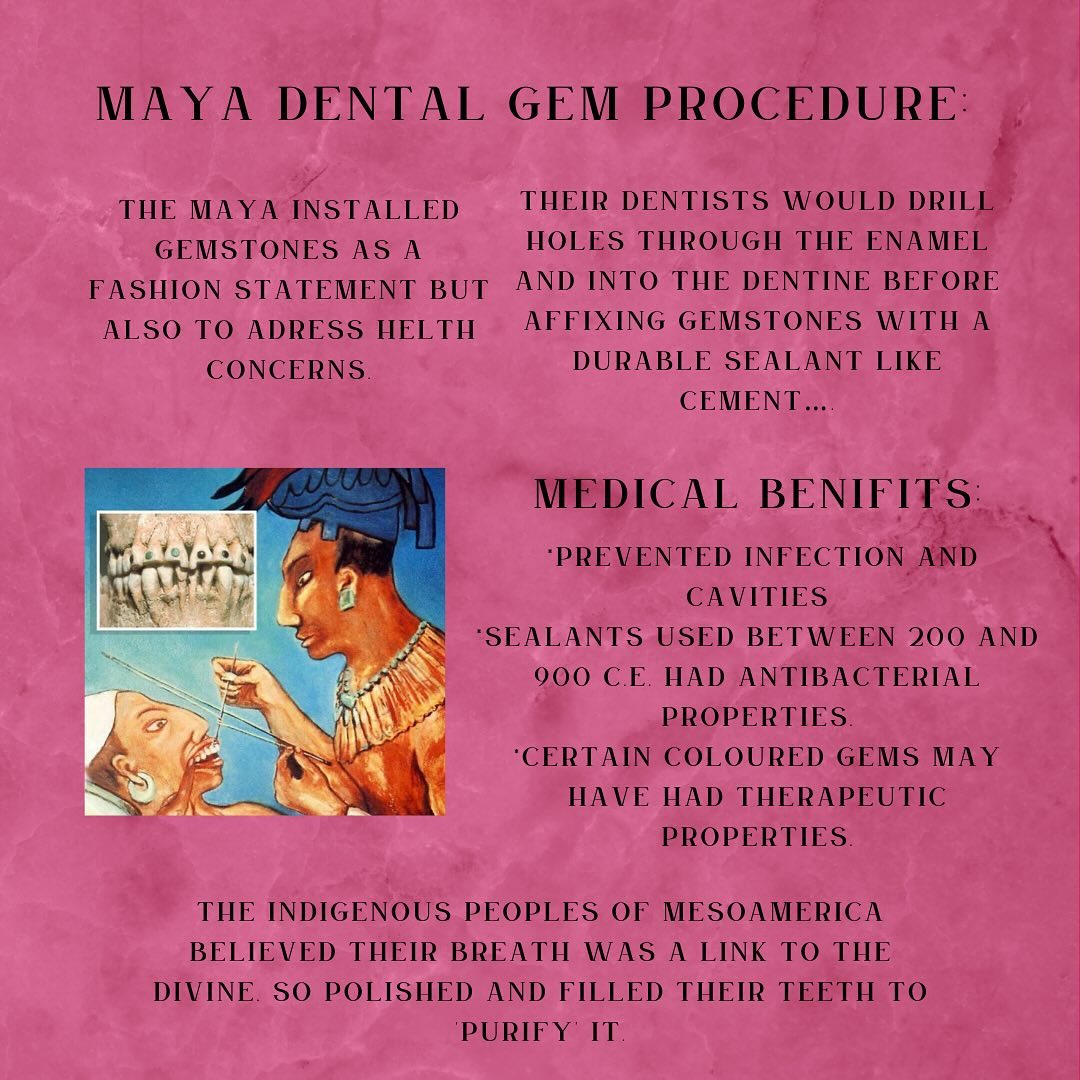 MAYA DENTAL GEM PROCEDURE:
THE MAYA INSTALLED
GEMSTONES AS A
FASHION STATEMENT BUT
ALSO TO ADRESS HELTH
CONCERNS.
THEIR DENTISTS WOULD DRILL
HOLES THROUGH THE ENAMEL
AND INTO THE DENTINE BEFORE
AFFIXING GEMSTONES WITH A
DURABLE SEALANT LIKE
CEMENT....
MEDICAL BENIFITS:
*PREVENTED INFECTION AND
CAVITIES
*SEALANTS USED BETWEEN 200 AND
900 C.E. HAD ANTIBACTERIAL
PROPERTIES.
*CERTAIN COLOURED GEMS MAY
HAVE HAD THERAPEUTIC
PROPERTIES.
THE INDIGENOUS PEOPLES OF MESOAMERICA
BELIEVED THEIR BREATH WAS A LINK TO THE
DIVINE. SO POLISHED AND FILLED THEIR TEETH TO
'PURIFY' IT.